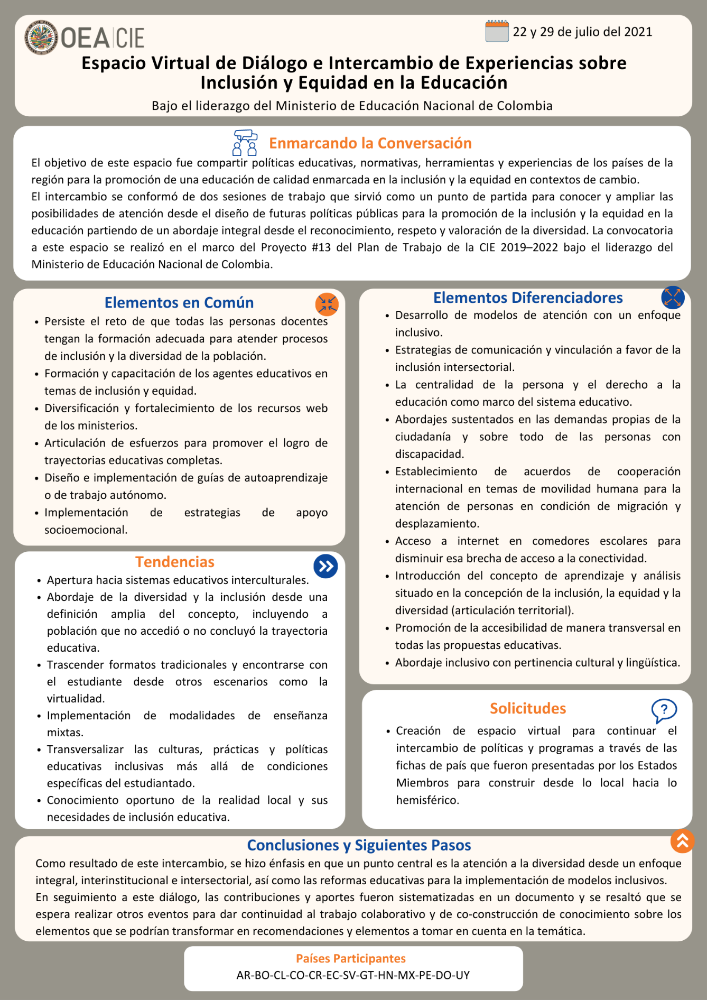 OEA|CIE
22 y 29 de julio del 2021
Espacio Virtual de Diálogo e Intercambio de Experiencias sobre
Inclusión y Equidad en la Educación
Bajo el liderazgo del Ministerio de Educación Nacional de Colombia
Enmarcando la Conversación
El objetivo de este espacio fue compartir políticas educativas, normativas, herramientas y experiencias de los países de la
región para la promoción de una educación de calidad enmarcada en la inclusión y la equidad en contextos de cambio.
El intercambio se conformó de dos sesiones de trabajo que sirvió como un punto de partida para conocer y ampliar las
posibilidades de atención desde el diseño de futuras políticas públicas para la promoción de la inclusión y la equidad en la
educación partiendo de un abordaje integral desde el reconocimiento, respeto y valoración de la diversidad. La convocatoria
a este espacio se realizó en el marco del Proyecto #13 del Plan de Trabajo de la CIE 2019–2022 bajo el liderazgo del
Ministerio de Educación Nacional de Colombia.
Elementos en Común
• Persiste el reto de que todas las personas docentes
tengan la formación adecuada para atender procesos
de inclusión y la diversidad de la población.
• Formación y capacitación de los agentes educativos en
temas de inclusión y equidad.
• Diversificación y fortalecimiento de los recursos web
de los ministerios.
• Articulación de esfuerzos para promover el logro de
trayectorias educativas completas.
• Diseño e implementación de guías de autoaprendizaje
o de trabajo autónomo.
• Implementación de estrategias de apoyo
socioemocional.
Tendencias
• Apertura hacia sistemas educativos interculturales.
• Abordaje de la diversidad y la inclusión desde una
definición amplia del concepto, incluyendo a
población que no accedió o no concluyó la trayectoria
educativa.
• Trascender formatos tradicionales y encontrarse con
el estudiante desde otros escenarios como la
virtualidad.
• Implementación de modalidades de enseñanza
mixtas.
• Transversalizar las culturas, prácticas y políticas
educativas inclusivas más allá de condiciones
específicas del estudiantado.
• Conocimiento oportuno de la realidad local y sus
necesidades de inclusión educativa.
Elementos Diferenciadores
• Desarrollo de modelos de atención con un enfoque
inclusivo.
• Estrategias de comunicación y vinculación a favor de la
inclusión intersectorial.
• La centralidad de la persona y el derecho a la
educación como marco del sistema educativo.
• Abordajes sustentados en las demandas propias de la
ciudadanía y sobre todo de las personas con
discapacidad.
• Establecimiento de acuerdos de cooperación
internacional en temas de movilidad humana para la
atención de personas en condición de migración y
desplazamiento.
• Acceso a internet en comedores escolares para
disminuir esa brecha de acceso a la conectividad.
• Introducción del concepto de aprendizaje y análisis
situado en la concepción de la inclusión, la equidad y la
diversidad (articulación territorial).
• Promoción de la accesibilidad de manera transversal en
todas las propuestas educativas.
• Abordaje inclusivo con pertinencia cultural y lingüística.
Solicitudes
?
• Creación de espacio virtual para continuar el
intercambio de políticas y programas a través de las
fichas de país que fueron presentadas por los Estados
Miembros para construir desde lo local hacia lo
hemisférico.
Conclusiones y Siguientes Pasos
Como resultado de este intercambio, se hizo énfasis en que un punto central es la atención a la diversidad desde un enfoque
integral, interinstitucional e intersectorial, así como las reformas educativas para la implementación de modelos inclusivos.
En seguimiento a este diálogo, las contribuciones y aportes fueron sistematizadas en un documento y se resaltó que se
espera realizar otros eventos para dar continuidad al trabajo colaborativo y de co-construcción de conocimiento sobre los
elementos que se podrían transformar en recomendaciones y elementos a tomar en cuenta en la temática.
Países Participantes
AR-BO-CL-CO-CR-EC-SV-GT-HN-MX-PE-DO-UY